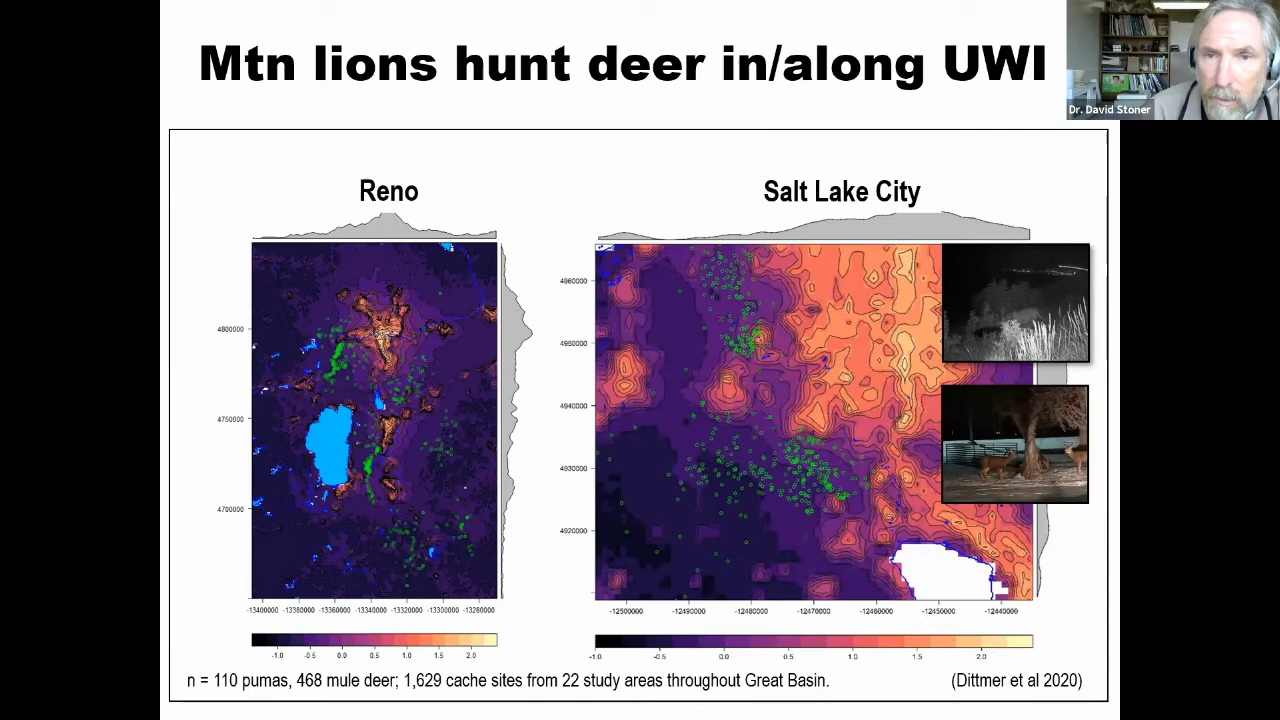 Mtn lions hunt deer in/along UWI
Dr. David Stoner
Reno
Salt Lake City
4800000
4750000
4700000
-13400000 -13380000 -13360000 -13340000 -13320000 -13300000 -13280000
-1.0 -0.5 0.0 0.5 1.0 1.5 2.0
4960000
4950000
4940000
4930000
4920000
-12500000 -12490000 -12480000 -12470000 -12460000 -12450000 -12440000
-1.0 -0.5 0.0 0.5 1.0 1.5 2.0
n = 110 pumas, 468 mule deer; 1,629 cache sites from 22 study areas throughout Great Basin. (Dittmer et al 2020)